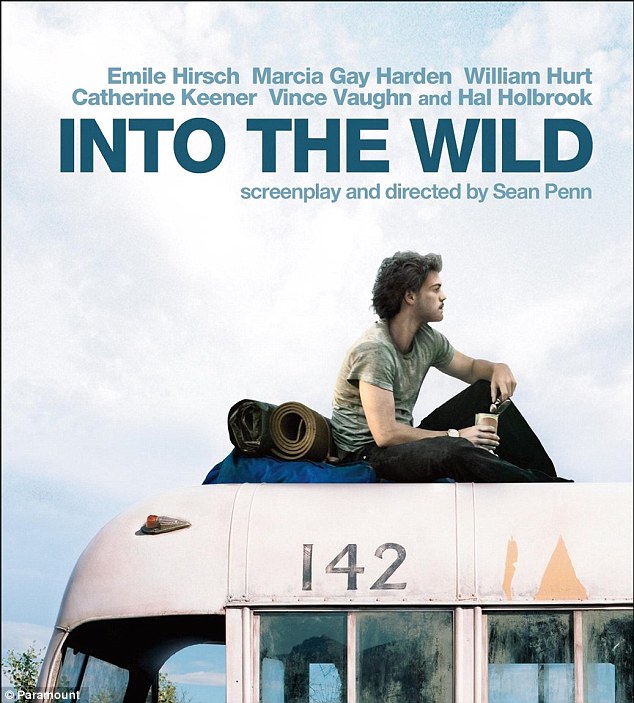 Emile Hirsch Marcia Gay Harden William Hurt
Catherine Keener Vince Vaughn and Hal Holbrook
INTO THE WILD
screenplay and directed by Sean Penn
142
© Paramount